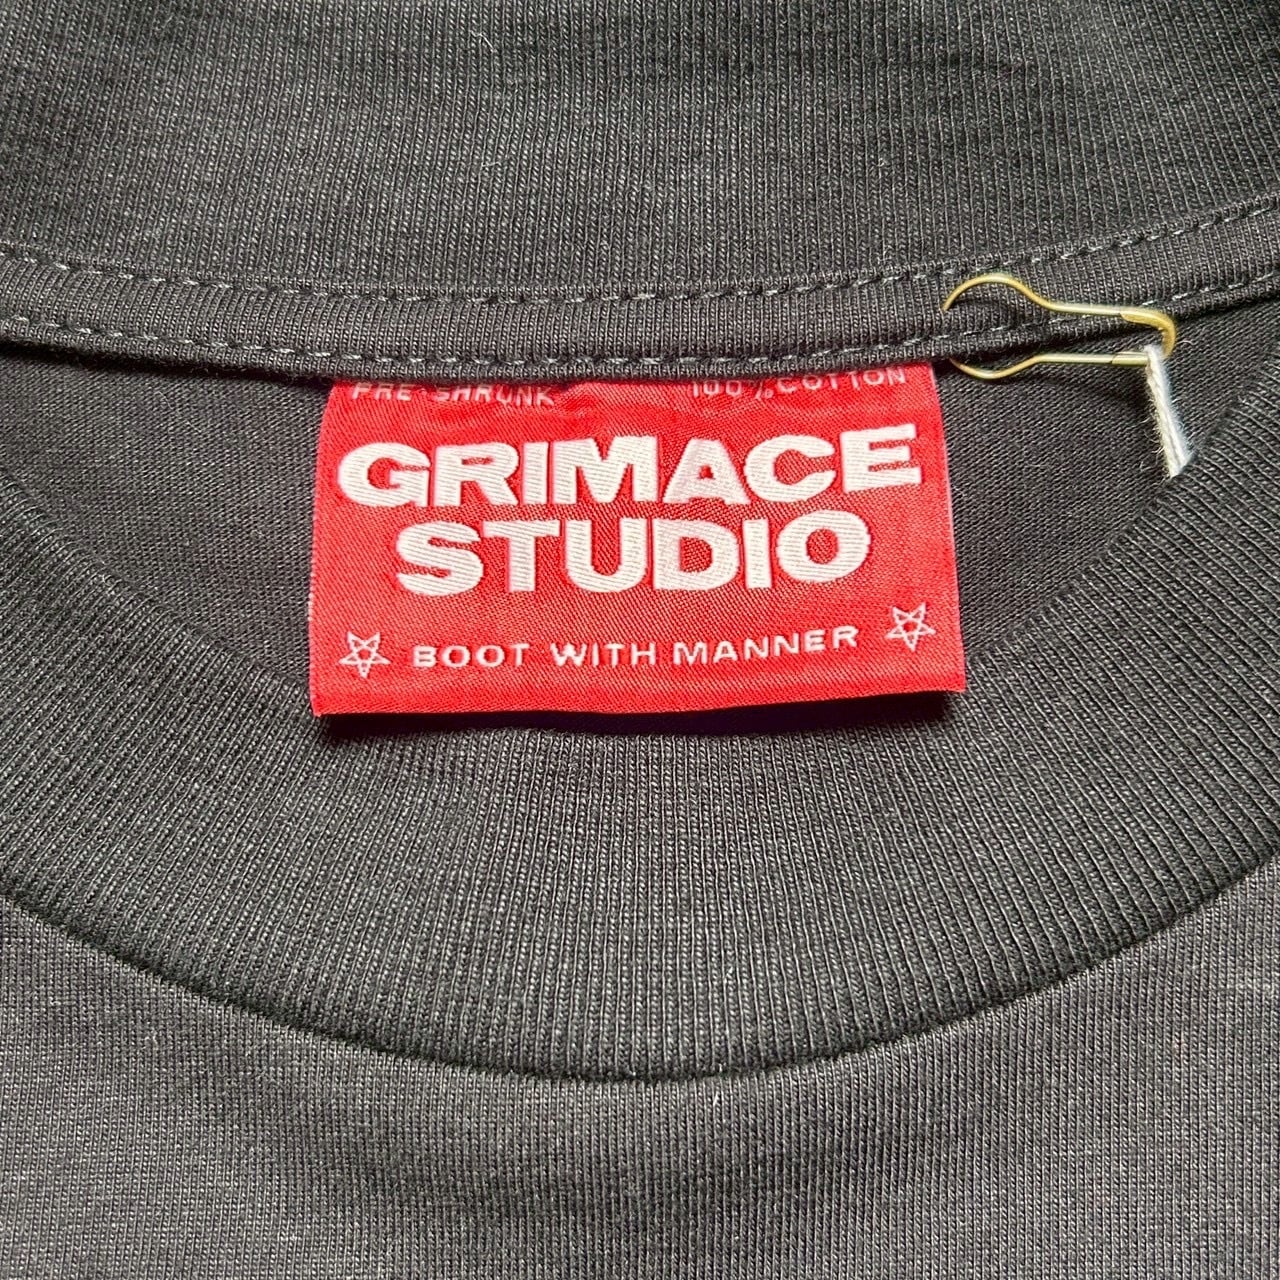 PRE-SHRUNK 100% COTTON
GRIMACE
STUDIO
BOOT WITH MANNER